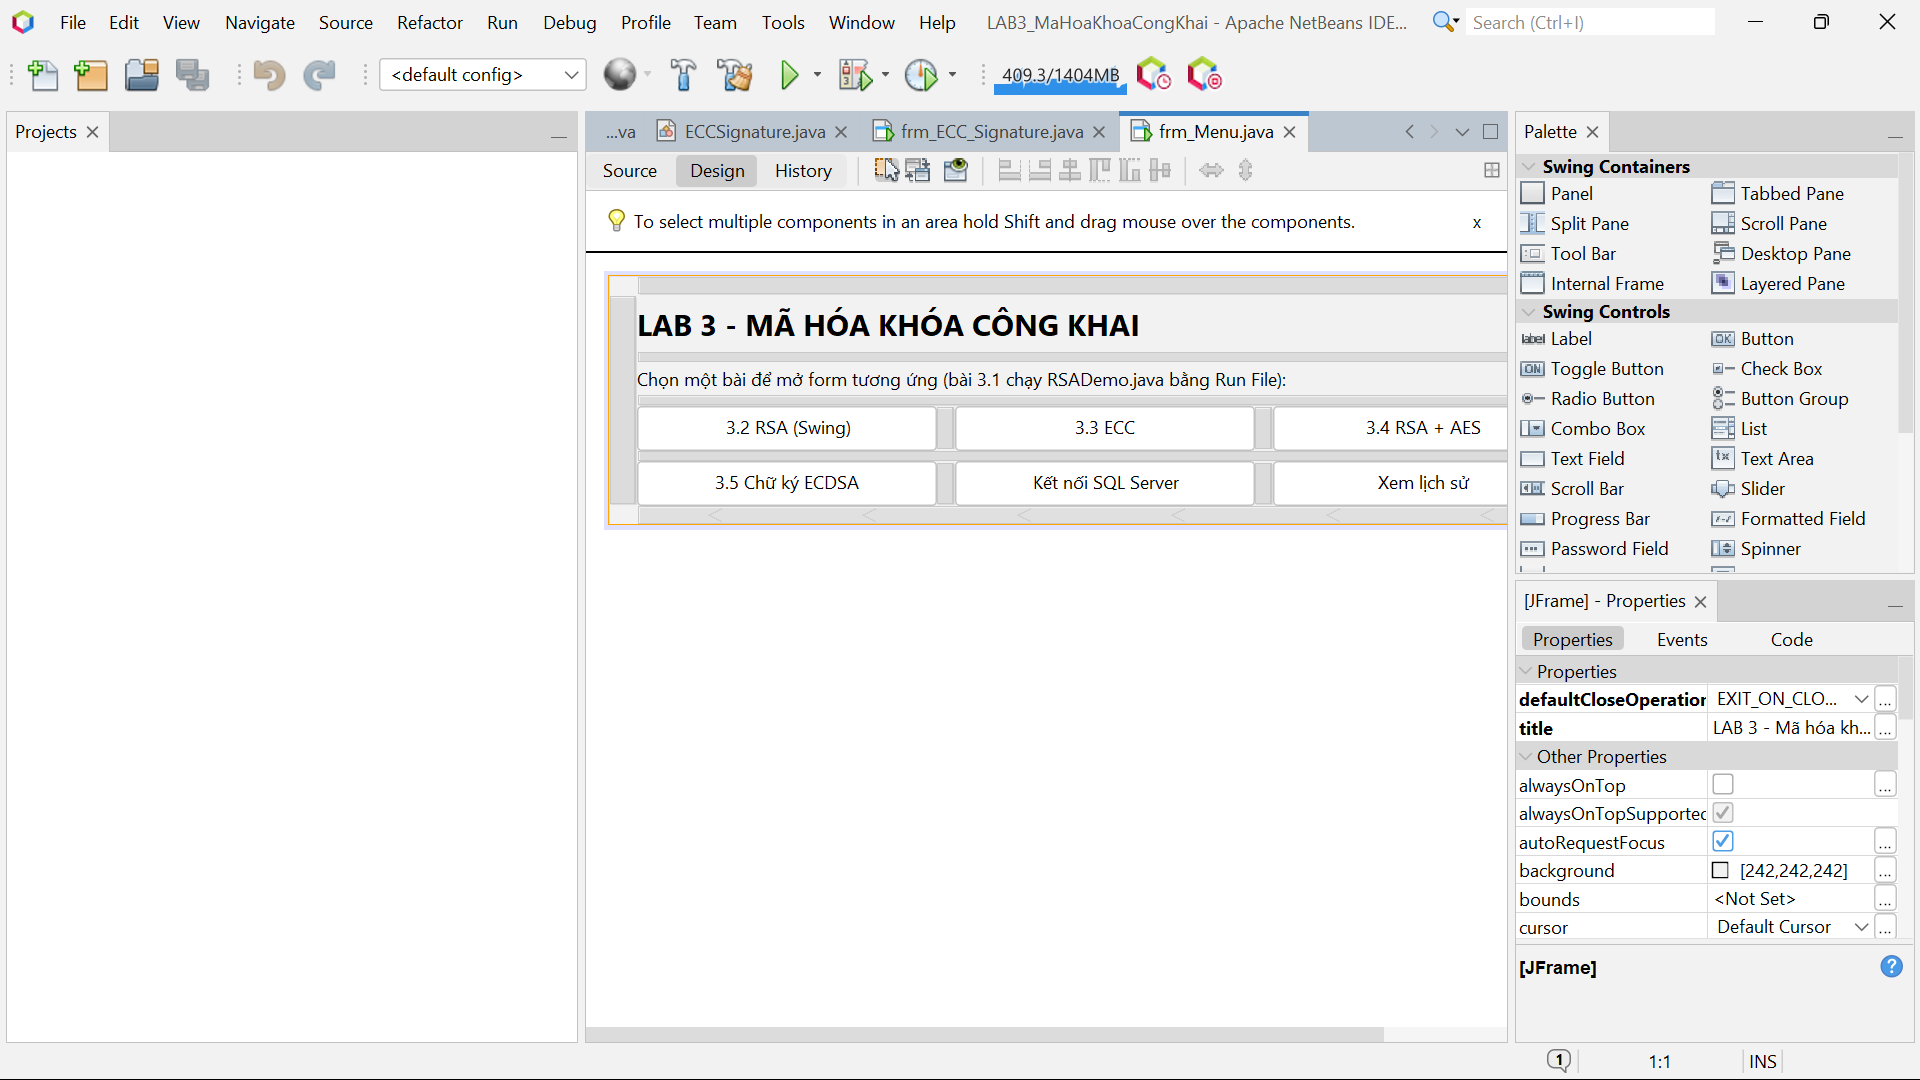 File Edit View Navigate Source Refactor Run Debug Profile Team Tools Window Help LAB3_MaHoaKhoaCongKhai - Apache NetBeans IDE... Search (Ctrl+I)
<default config> 409.3/1404MB
Projects
...va ECCSignature.java frm_ECC_Signature.java frm_Menu.java
Source Design History
To select multiple components in an area hold Shift and drag mouse over the components. x
LAB 3 - MÃ HÓA KHÓA CÔNG KHAI
Chọn một bài để mở form tương ứng (bài 3.1 chạy RSADemo.java bằng Run File):
3.2 RSA (Swing) 3.3 ECC 3.4 RSA + AES
3.5 Chữ ký ECDSA Kết nối SQL Server Xem lịch sử
Palette
Swing Containers
Panel Tabbed Pane
Split Pane Scroll Pane
Tool Bar Desktop Pane
Internal Frame Layered Pane
Swing Controls
Label Button
Toggle Button Check Box
Radio Button Button Group
Combo Box List
Text Field Text Area
Scroll Bar Slider
Progress Bar Formatted Field
Password Field Spinner
[JFrame] - Properties
Properties Events Code
Properties
defaultCloseOperation EXIT_ON_CLO... ...
title LAB 3 - Mã hóa kh... ...
Other Properties
alwaysOnTop ...
alwaysOnTopSupported
autoRequestFocus ...
background [242,242,242] ...
bounds <Not Set> ...
cursor Default Cursor ...
[JFrame]
1 1:1 INS